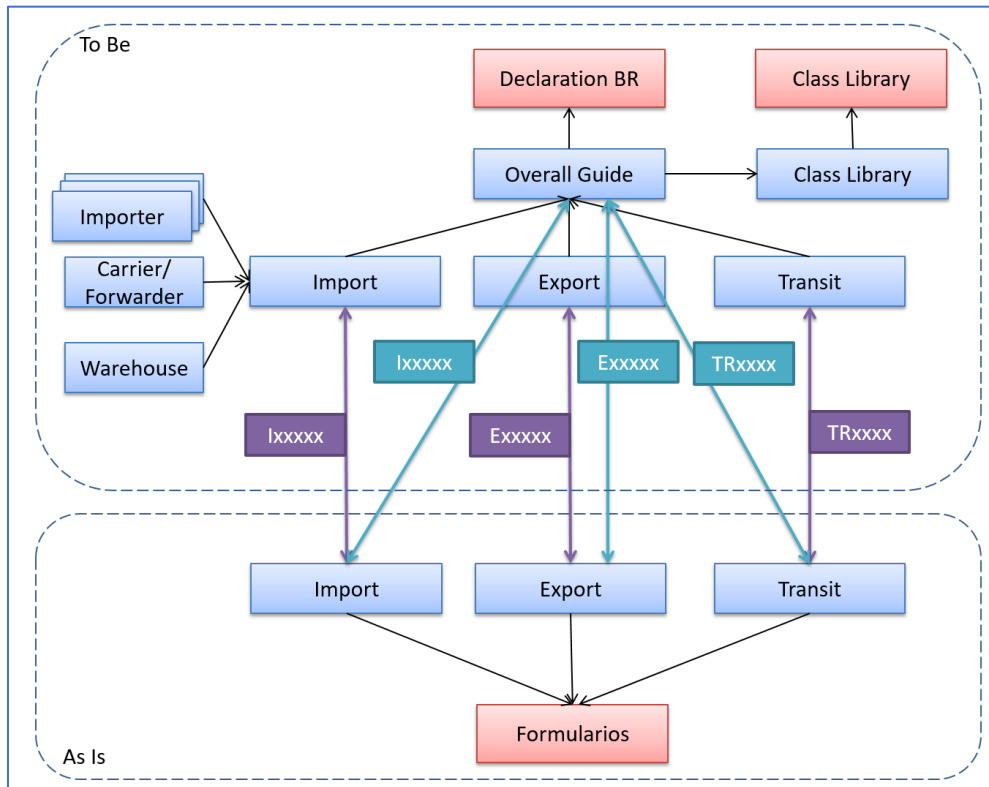 To Be
Declaration BR
Class Library
Overall Guide
Class Library
Importer
Carrier/
Forwarder
Warehouse
Import
Export
Transit
Ixxxxx
Exxxxx
TRxxxx
Ixxxxx
Exxxxx
TRxxxx
Import
Export
Transit
Formularios
As Is